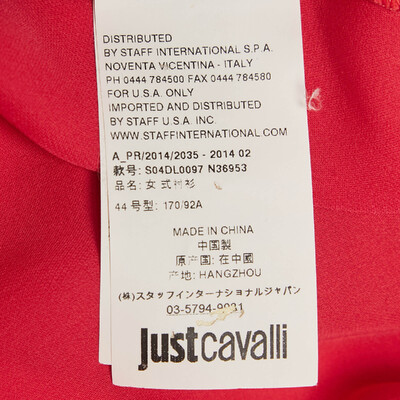 DISTRIBUTED
BY STAFF INTERNATIONAL S.P.A.
NOVENTA VICENTINA - ITALY
PH 0444 784500 FAX 0444 784580
FOR U.S.A. ONLY
IMPORTED AND DISTRIBUTED
BY STAFF U.S.A. INC.
WWW.STAFFINTERNATIONAL.COM
A_PR/2014/2035 - 2014 02
款号: S04DL0097 N36953
品名: 女式衬衫
44 号型: 170/92A
MADE IN CHINA
中国製
原产国: 在中國
产地: HANGZHOU
(株)スタッフインターナショナルジャパン
03-5794-9031
justcavalli